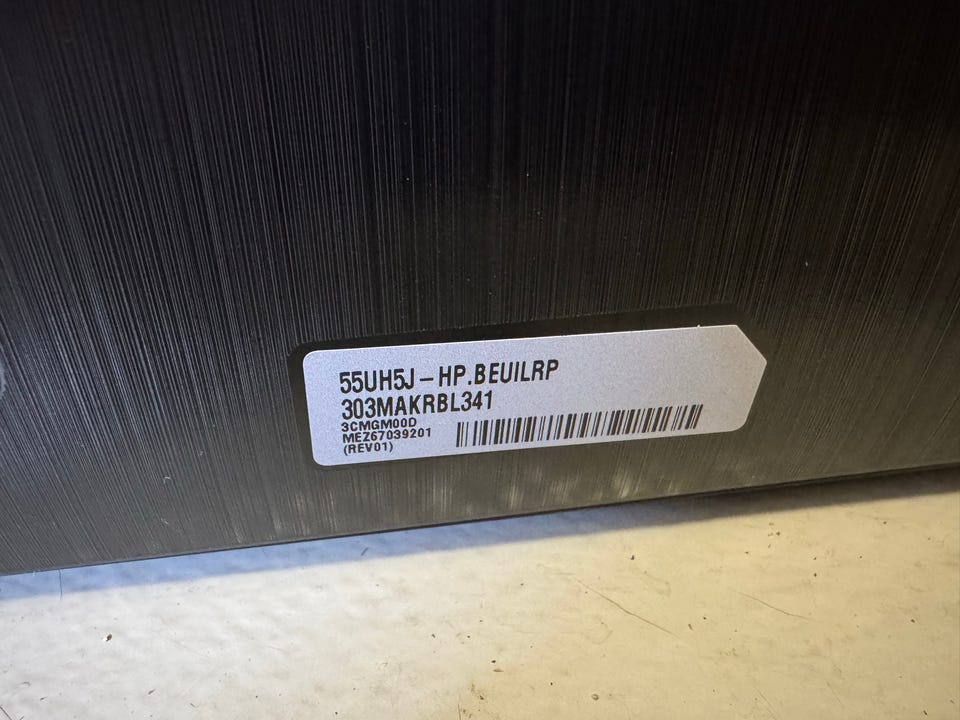 55UH5J-HP.BEUILRP
303MAKRBL341
3CMGM00D
MEZ67039201
(REV01)